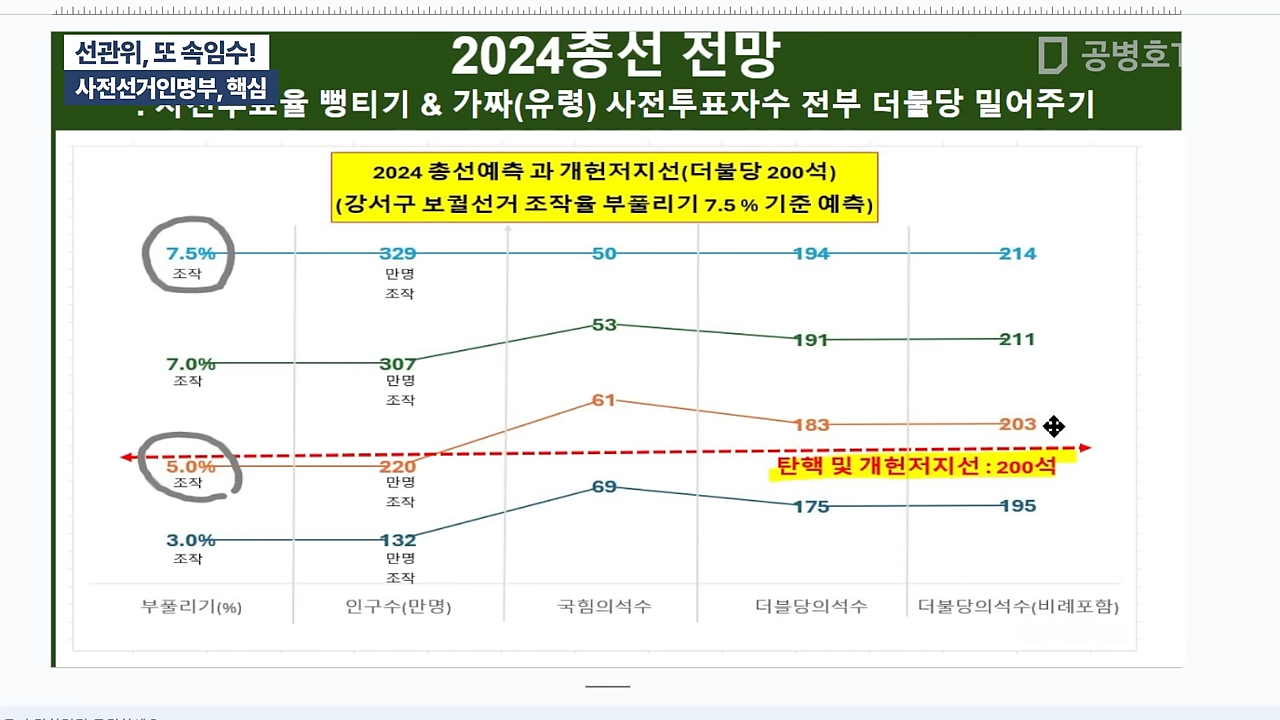 선관위, 또 속임수!
사전선거인명부, 핵심
2024총선 전망
공병호T
뻥티기 & 가짜(유령) 사전투표자수 전부 더불당 밀어주기
2024 총선예측 과 개헌저지선(더불당 200석)
(강서구 보궐선거 조작율 부풀리기 7.5 % 기준 예측)
7.5% 329 50 194 214
조작 만명
조작
53
191 211
7.0% 307
조작 만명
조작
61
183 203
5.0% 220
탄핵 및 개헌저지선 : 200석
조작 만명
조작
69
175 195
3.0% 132
조작 만명
조작
부풀리기(%) 인구수(만명) 국힘의석수 더블당의석수 더불당의석수(비례포함)